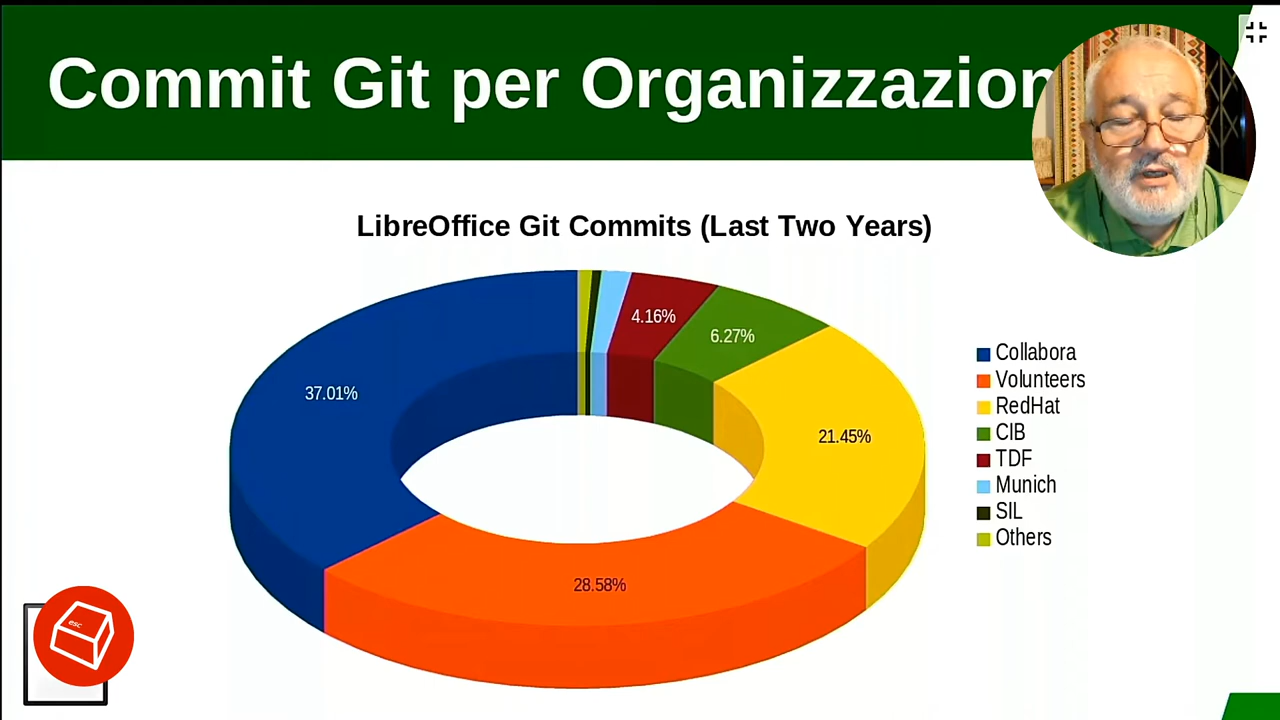 Commit Git per Organizzazion
LibreOffice Git Commits (Last Two Years)
4.16%
6.27%
37.01%
21.45%
28.58%
Collabora
Volunteers
RedHat
CIB
TDF
Munich
SIL
Others
esc